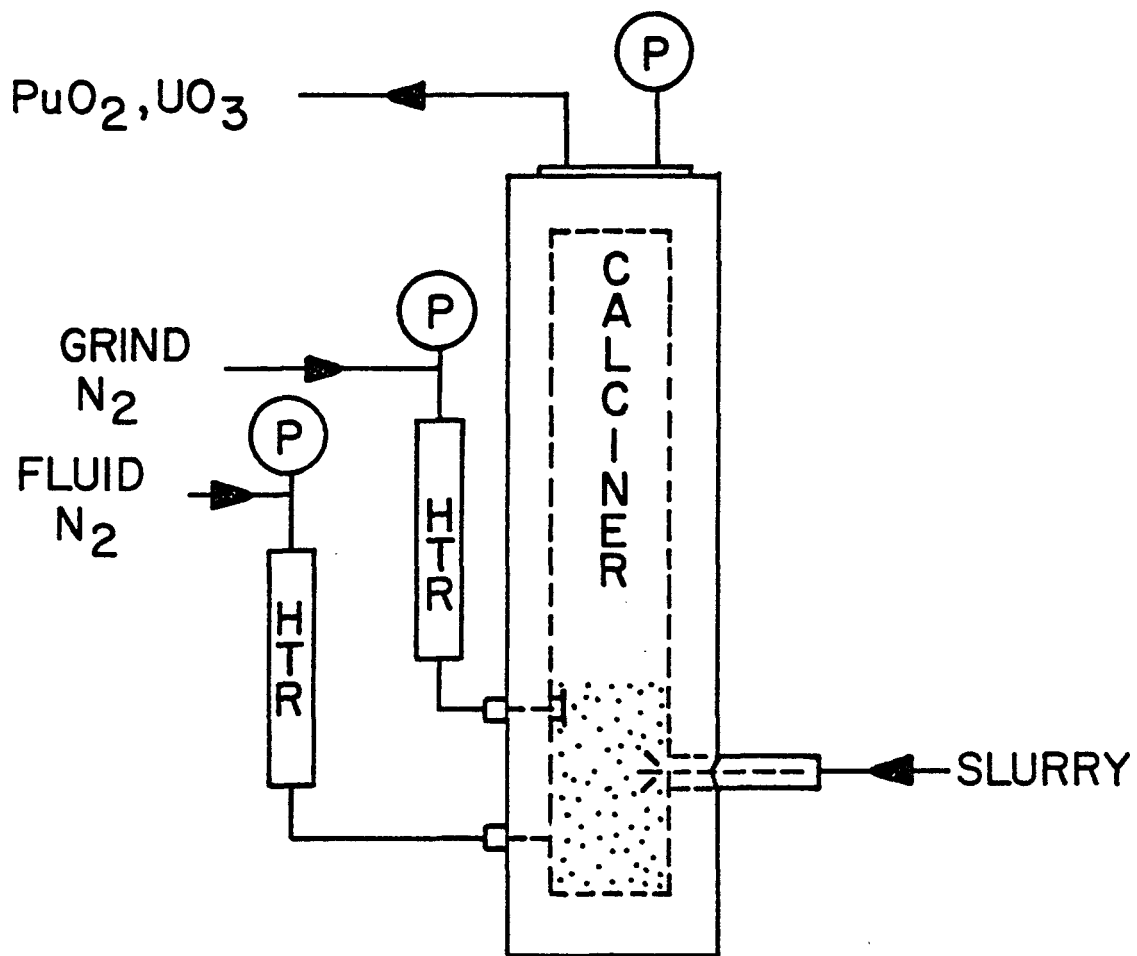 P
PuO2, UO3
P
GRIND
N2
P
FLUID
N2
HTR
HTR
CALCINER
SLURRY